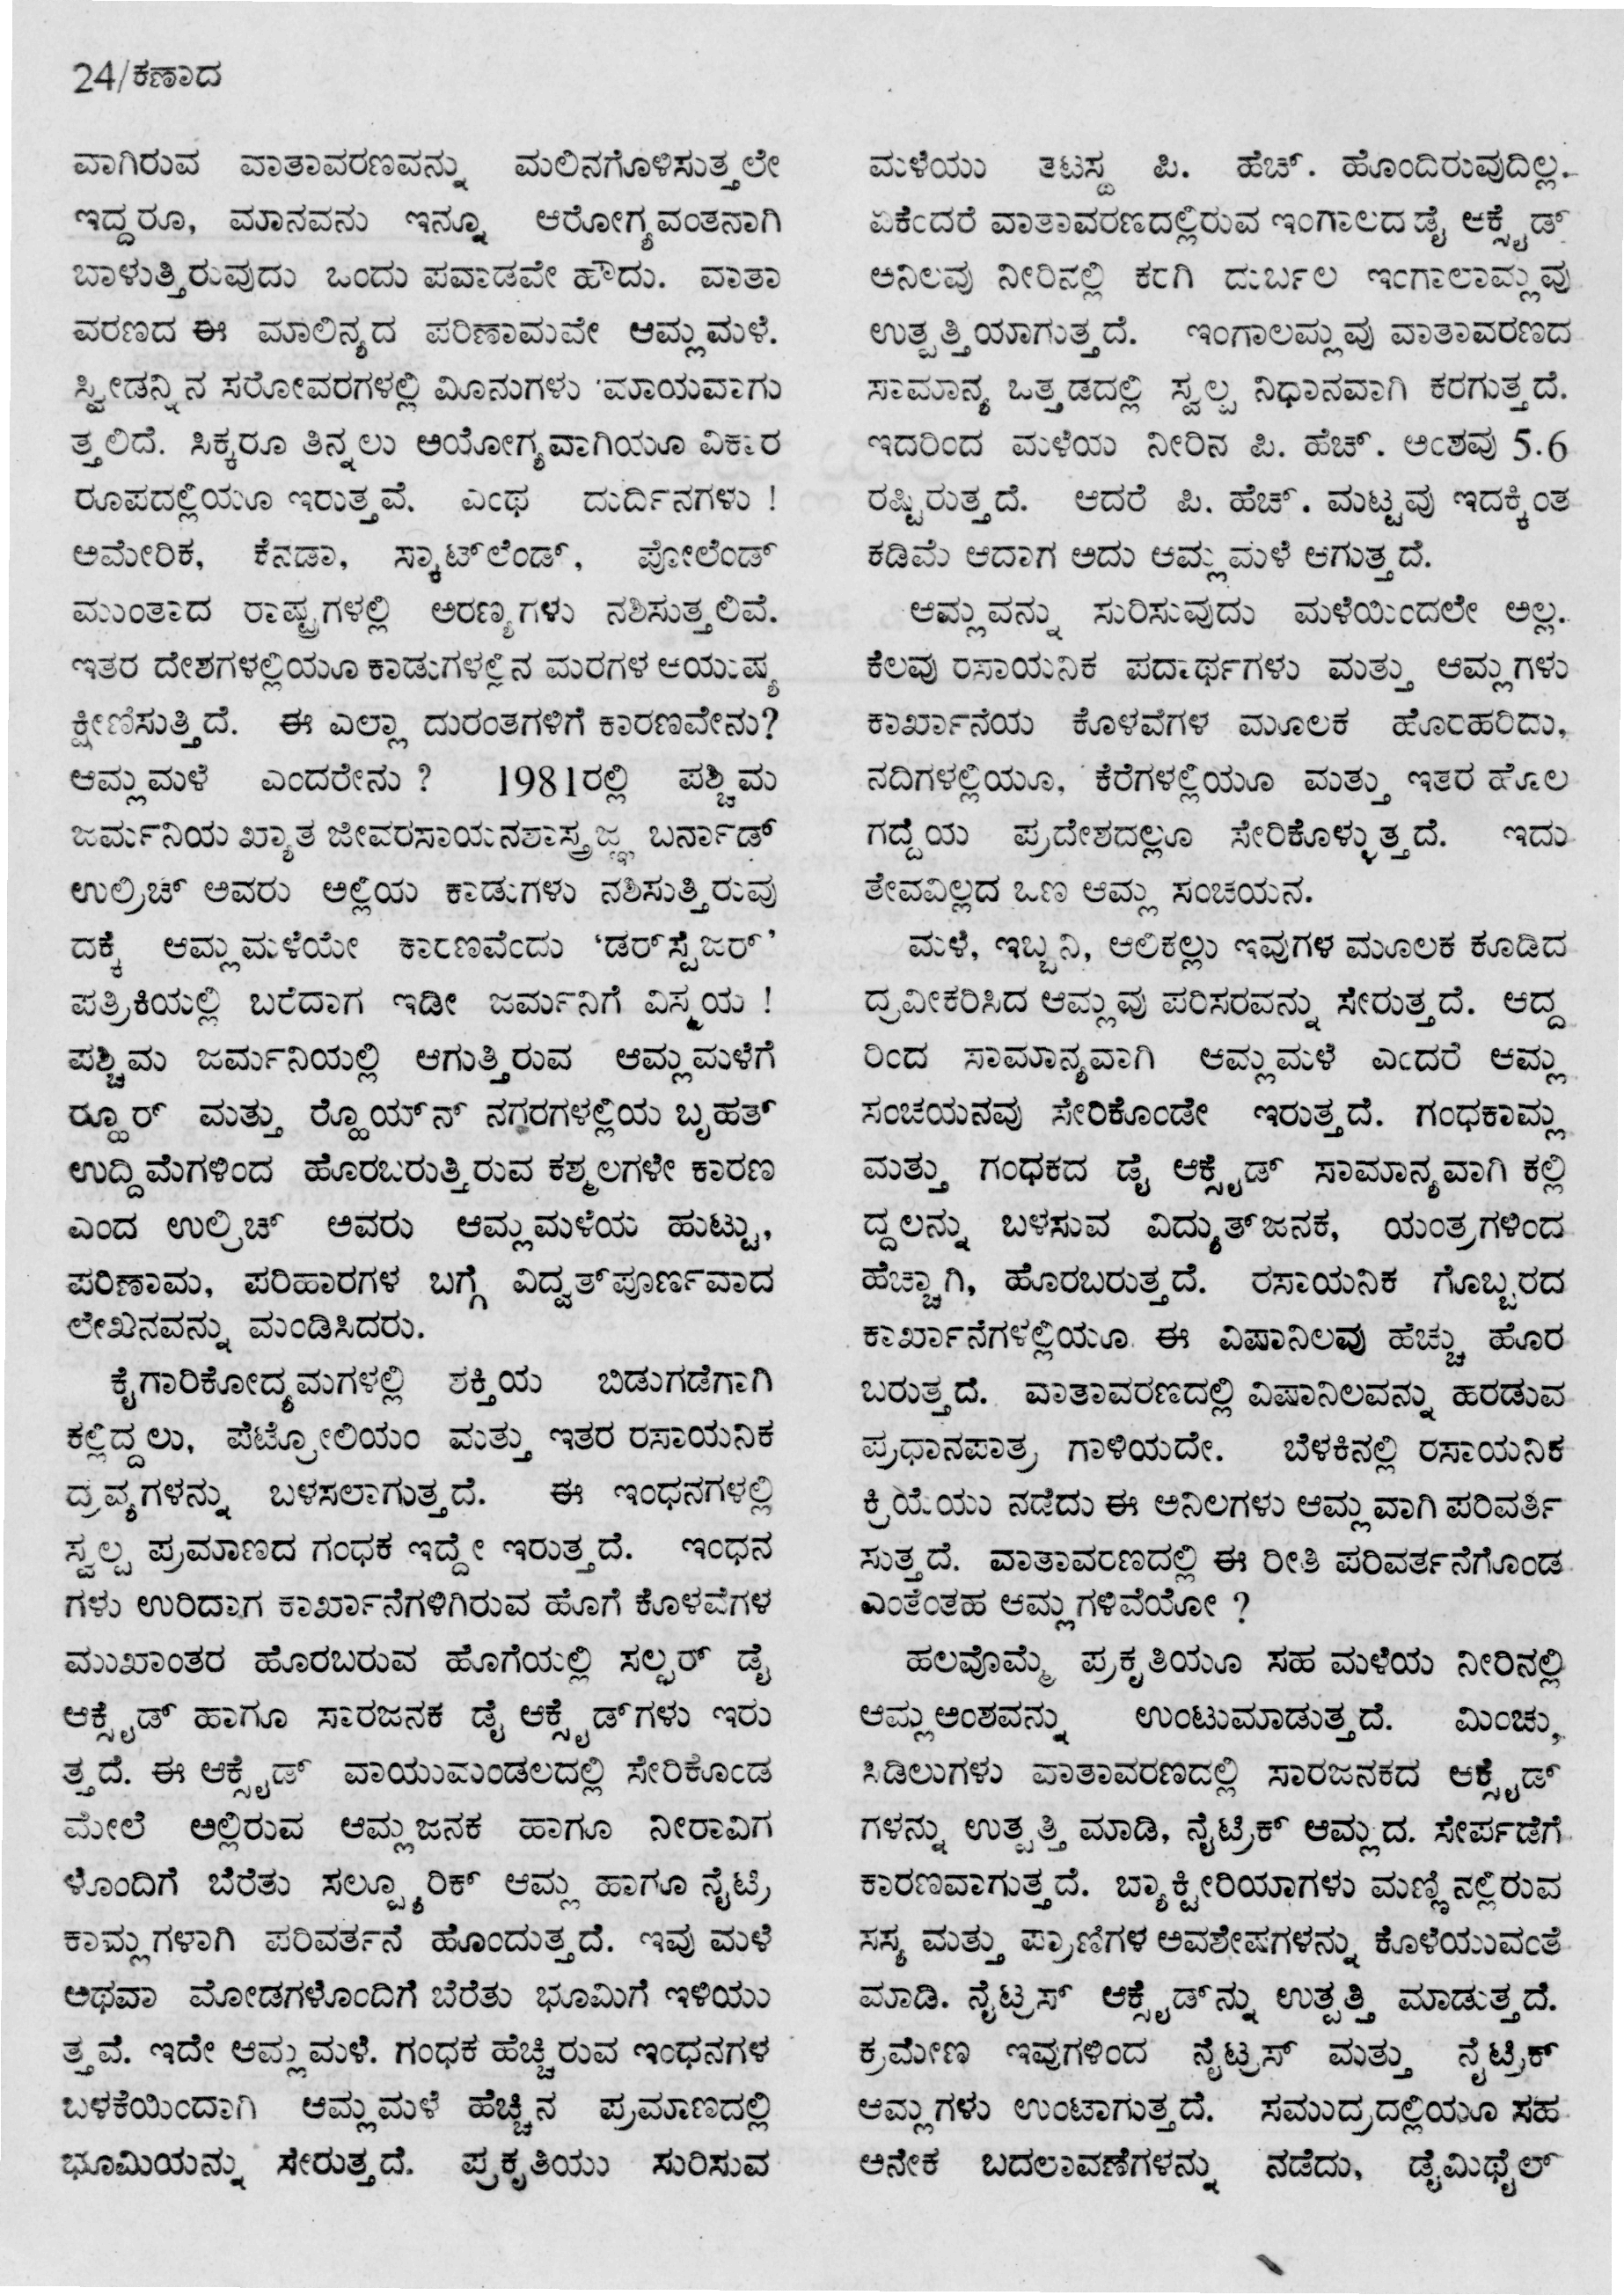 24/ಕಣಾದ
ವಾಗಿರುವ ವಾತಾವರಣವನ್ನು ಮಲಿನಗೊಳಿಸುತ್ತಲೇ
ಇದ್ದರೂ, ಮಾನವನು ಇನ್ನೂ ಆರೋಗ್ಯವಂತನಾಗಿ
ಬಾಳುತ್ತಿರುವುದು ಒಂದು ಪವಾಡವೇ ಹೌದು. ವಾತಾ
ವರಣದ ಈ ಮಾಲಿನ್ಯದ ಪರಿಣಾಮವೇ ಆಮ್ಲಮಳೆ.
ಸ್ವೀಡನ್ನಿನ ಸರೋವರಗಳಲ್ಲಿ ಮೀನುಗಳು ಮಾಯವಾಗು
ತ್ತಲಿದೆ. ಸಿಕ್ಕರೂ ತಿನ್ನಲು ಅಯೋಗ್ಯವಾಗಿಯೂ ವಿಕಾರ
ರೂಪದಲ್ಲಿಯೂ ಇರುತ್ತವೆ. ಎಂಥ ದುರ್ದಿನಗಳು !
ಅಮೇರಿಕ, ಕೆನಡಾ, ಸ್ಕಾಟ್‌ಲೆಂಡ್, ಪೋಲೆಂಡ್
ಮುಂತಾದ ರಾಷ್ಟ್ರಗಳಲ್ಲಿ ಅರಣ್ಯಗಳು ನಶಿಸುತ್ತಲಿವೆ.
ಇತರ ದೇಶಗಳಲ್ಲಿಯೂ ಕಾಡುಗಳಲ್ಲಿನ ಮರಗಳ ಆಯುಷ್ಯ
ಕ್ಷೀಣಿಸುತ್ತಿದೆ. ಈ ಎಲ್ಲಾ ದುರಂತಗಳಿಗೆ ಕಾರಣವೇನು?
ಆಮ್ಲಮಳೆ ಎಂದರೇನು ? 1981ರಲ್ಲಿ ಪಶ್ಚಿಮ
ಜರ್ಮನಿಯ ಖ್ಯಾತ ಜೀವರಸಾಯನಶಾಸ್ತ್ರಜ್ಞ ಬರ್ನಾಡ್
ಉಲ್ರಿಚ್ ಅವರು ಅಲ್ಲಿಯ ಕಾಡುಗಳು ನಶಿಸುತ್ತಿರುವು
ದಕ್ಕೆ ಆಮ್ಲಮಳೆಯೇ ಕಾರಣವೆಂದು ‘ಡರ್‌ಸ್ಪೆಜರ್’
ಪತ್ರಿಕಿಯಲ್ಲಿ ಬರೆದಾಗ ಇಡೀ ಜರ್ಮನಿಗೆ ವಿಸ್ಮಯ !
ಪಶ್ಚಿಮ ಜರ್ಮನಿಯಲ್ಲಿ ಆಗುತ್ತಿರುವ ಆಮ್ಲಮಳೆಗೆ
ರ‍್ಹೂರ್ ಮತ್ತು ರ‍್ಹೊಯ್‌ನ್ ನಗರಗಳಲ್ಲಿಯ ಬೃಹತ್
ಉದ್ದಿಮೆಗಳಿಂದ ಹೊರಬರುತ್ತಿರುವ ಕಶ್ಮಲಗಳೇ ಕಾರಣ
ಎಂದ ಉಲ್ರಿಚ್ ಅವರು ಆಮ್ಲಮಳೆಯ ಹುಟ್ಟು,
ಪರಿಣಾಮ, ಪರಿಹಾರಗಳ ಬಗ್ಗೆ ವಿದ್ವತ್‌ಪೂರ್ಣವಾದ
ಲೇಖನವನ್ನು ಮಂಡಿಸಿದರು.
ಕೈಗಾರಿಕೋದ್ಯಮಗಳಲ್ಲಿ ಶಕ್ತಿಯ ಬಿಡುಗಡೆಗಾಗಿ
ಕಲ್ಲಿದ್ದಲು, ಪೆಟ್ರೋಲಿಯಂ ಮತ್ತು ಇತರ ರಸಾಯನಿಕ
ದ್ರವ್ಯಗಳನ್ನು ಬಳಸಲಾಗುತ್ತದೆ. ಈ ಇಂಧನಗಳಲ್ಲಿ
ಸ್ವಲ್ಪ ಪ್ರಮಾಣದ ಗಂಧಕ ಇದ್ದೇ ಇರುತ್ತದೆ. ಇಂಧನ
ಗಳು ಉರಿದಾಗ ಕಾರ್ಖಾನೆಗಳಿಗಿರುವ ಹೊಗೆ ಕೊಳವೆಗಳ
ಮುಖಾಂತರ ಹೊರಬರುವ ಹೊಗೆಯಲ್ಲಿ ಸಲ್ಫರ್ ಡೈ
ಆಕ್ಸೈಡ್ ಹಾಗೂ ಸಾರಜನಕ ಡೈ ಆಕ್ಸೈಡ್‌ಗಳು ಇರು
ತ್ತದೆ. ಈ ಆಕ್ಸೈಡ್ ವಾಯುಮಂಡಲದಲ್ಲಿ ಸೇರಿಕೊಂಡ
ಮೇಲೆ ಅಲ್ಲಿರುವ ಆಮ್ಲಜನಕ ಹಾಗೂ ನೀರಾವಿಗ
ಳೊಂದಿಗೆ ಬೆರೆತು ಸಲ್ಫ್ಯೂರಿಕ್ ಆಮ್ಲ ಹಾಗೂ ನೈಟ್ರಿ
ಕಾಮ್ಲಗಳಾಗಿ ಪರಿವರ್ತನೆ ಹೊಂದುತ್ತದೆ. ಇವು ಮಳೆ
ಅಥವಾ ಮೋಡಗಳೊಂದಿಗೆ ಬೆರೆತು ಭೂಮಿಗೆ ಇಳಿಯು
ತ್ತವೆ. ಇದೇ ಆಮ್ಲಮಳೆ. ಗಂಧಕ ಹೆಚ್ಚಿರುವ ಇಂಧನಗಳ
ಬಳಕೆಯಿಂದಾಗಿ ಆಮ್ಲಮಳೆ ಹೆಚ್ಚಿನ ಪ್ರಮಾಣದಲ್ಲಿ
ಭೂಮಿಯನ್ನು ಸೇರುತ್ತದೆ. ಪ್ರಕೃತಿಯು ಸುರಿಸುವ
ಮಳೆಯು ತಟಸ್ಥ ಪಿ. ಹೆಚ್. ಹೊಂದಿರುವುದಿಲ್ಲ.
ಏಕೆಂದರೆ ವಾತಾವರಣದಲ್ಲಿರುವ ಇಂಗಾಲದ ಡೈ ಆಕ್ಸೈಡ್
ಅನಿಲವು ನೀರಿನಲ್ಲಿ ಕರಗಿ ದುರ್ಬಲ ಇಂಗಾಲಾಮ್ಲವು
ಉತ್ಪತ್ತಿಯಾಗುತ್ತದೆ. ಇಂಗಾಲಮ್ಲವು ವಾತಾವರಣದ
ಸಾಮಾನ್ಯ ಒತ್ತಡದಲ್ಲಿ ಸ್ವಲ್ಪ ನಿಧಾನವಾಗಿ ಕರಗುತ್ತದೆ.
ಇದರಿಂದ ಮಳೆಯ ನೀರಿನ ಪಿ. ಹೆಚ್. ಅಂಶವು 5.6
ರಷ್ಟಿರುತ್ತದೆ. ಆದರೆ ಪಿ. ಹೆಚ್. ಮಟ್ಟವು ಇದಕ್ಕಿಂತ
ಕಡಿಮೆ ಆದಾಗ ಅದು ಆಮ್ಲಮಳೆ ಆಗುತ್ತದೆ.
ಆಮ್ಲವನ್ನು ಸುರಿಸುವುದು ಮಳೆಯಿಂದಲೇ ಅಲ್ಲ.
ಕೆಲವು ರಸಾಯನಿಕ ಪದಾರ್ಥಗಳು ಮತ್ತು ಆಮ್ಲಗಳು
ಕಾರ್ಖಾನೆಯ ಕೊಳವೆಗಳ ಮೂಲಕ ಹೊರಹರಿದು,
ನದಿಗಳಲ್ಲಿಯೂ, ಕೆರೆಗಳಲ್ಲಿಯೂ ಮತ್ತು ಇತರ ಹೊಲ
ಗದ್ದೆಯ ಪ್ರದೇಶದಲ್ಲೂ ಸೇರಿಕೊಳ್ಳುತ್ತದೆ. ಇದು
ತೇವವಿಲ್ಲದ ಒಣ ಆಮ್ಲ ಸಂಚಯನ.
ಮಳೆ, ಇಬ್ಬನಿ, ಆಲಿಕಲ್ಲು ಇವುಗಳ ಮೂಲಕ ಕೂಡಿದ
ದ್ರವೀಕರಿಸಿದ ಆಮ್ಲವು ಪರಿಸರವನ್ನು ಸೇರುತ್ತದೆ. ಆದ್ದ
ರಿಂದ ಸಾಮಾನ್ಯವಾಗಿ ಆಮ್ಲಮಳೆ ಎಂದರೆ ಆಮ್ಲ
ಸಂಚಯನವು ಸೇರಿಕೊಂಡೇ ಇರುತ್ತದೆ. ಗಂಧಕಾಮ್ಲ
ಮತ್ತು ಗಂಧಕದ ಡೈ ಆಕ್ಸೈಡ್ ಸಾಮಾನ್ಯವಾಗಿ ಕಲ್ಲಿ
ದ್ದಲನ್ನು ಬಳಸುವ ವಿದ್ಯುತ್‌ಜನಕ, ಯಂತ್ರಗಳಿಂದ
ಹೆಚ್ಚಾಗಿ, ಹೊರಬರುತ್ತದೆ. ರಸಾಯನಿಕ ಗೊಬ್ಬರದ
ಕಾರ್ಖಾನೆಗಳಲ್ಲಿಯೂ ಈ ವಿಷಾನಿಲವು ಹೆಚ್ಚು ಹೊರ
ಬರುತ್ತದೆ. ವಾತಾವರಣದಲ್ಲಿ ವಿಷಾನಿಲವನ್ನು ಹರಡುವ
ಪ್ರಧಾನಪಾತ್ರ ಗಾಳಿಯದೇ. ಬೆಳಕಿನಲ್ಲಿ ರಸಾಯನಿಕ
ಕ್ರಿಯೆಯು ನಡೆದು ಈ ಅನಿಲಗಳು ಆಮ್ಲವಾಗಿ ಪರಿವರ್ತಿ
ಸುತ್ತದೆ. ವಾತಾವರಣದಲ್ಲಿ ಈ ರೀತಿ ಪರಿವರ್ತನೆಗೊಂಡ
ಎಂತೆಂತಹ ಆಮ್ಲಗಳಿವೆಯೋ ?
ಹಲವೊಮ್ಮೆ ಪ್ರಕೃತಿಯೂ ಸಹ ಮಳೆಯ ನೀರಿನಲ್ಲಿ
ಆಮ್ಲಅಂಶವನ್ನು ಉಂಟುಮಾಡುತ್ತದೆ. ಮಿಂಚು,
ಸಿಡಿಲುಗಳು ವಾತಾವರಣದಲ್ಲಿ ಸಾರಜನಕದ ಆಕ್ಸೈಡ್
ಗಳನ್ನು ಉತ್ಪತ್ತಿ ಮಾಡಿ, ನೈಟ್ರಿಕ್ ಆಮ್ಲದ. ಸೇರ್ಪಡೆಗೆ
ಕಾರಣವಾಗುತ್ತದೆ. ಬ್ಯಾಕ್ಟೀರಿಯಾಗಳು ಮಣ್ಣಿನಲ್ಲಿರುವ
ಸಸ್ಯ ಮತ್ತು ಪ್ರಾಣಿಗಳ ಅವಶೇಷಗಳನ್ನು ಕೊಳೆಯುವಂತೆ
ಮಾಡಿ. ನೈಟ್ರಸ್ ಆಕ್ಸೈಡ್‌ನ್ನು ಉತ್ಪತ್ತಿ ಮಾಡುತ್ತದೆ.
ಕ್ರಮೇಣ ಇವುಗಳಿಂದ ನೈಟ್ರಸ್ ಮತ್ತು ನೈಟ್ರಿಕ್
ಆಮ್ಲಗಳು ಉಂಟಾಗುತ್ತದೆ. ಸಮುದ್ರದಲ್ಲಿಯೂ ಸಹ
ಅನೇಕ ಬದಲಾವಣೆಗಳನ್ನು ನಡೆದು, ಡೈಮಿಥೈಲ್